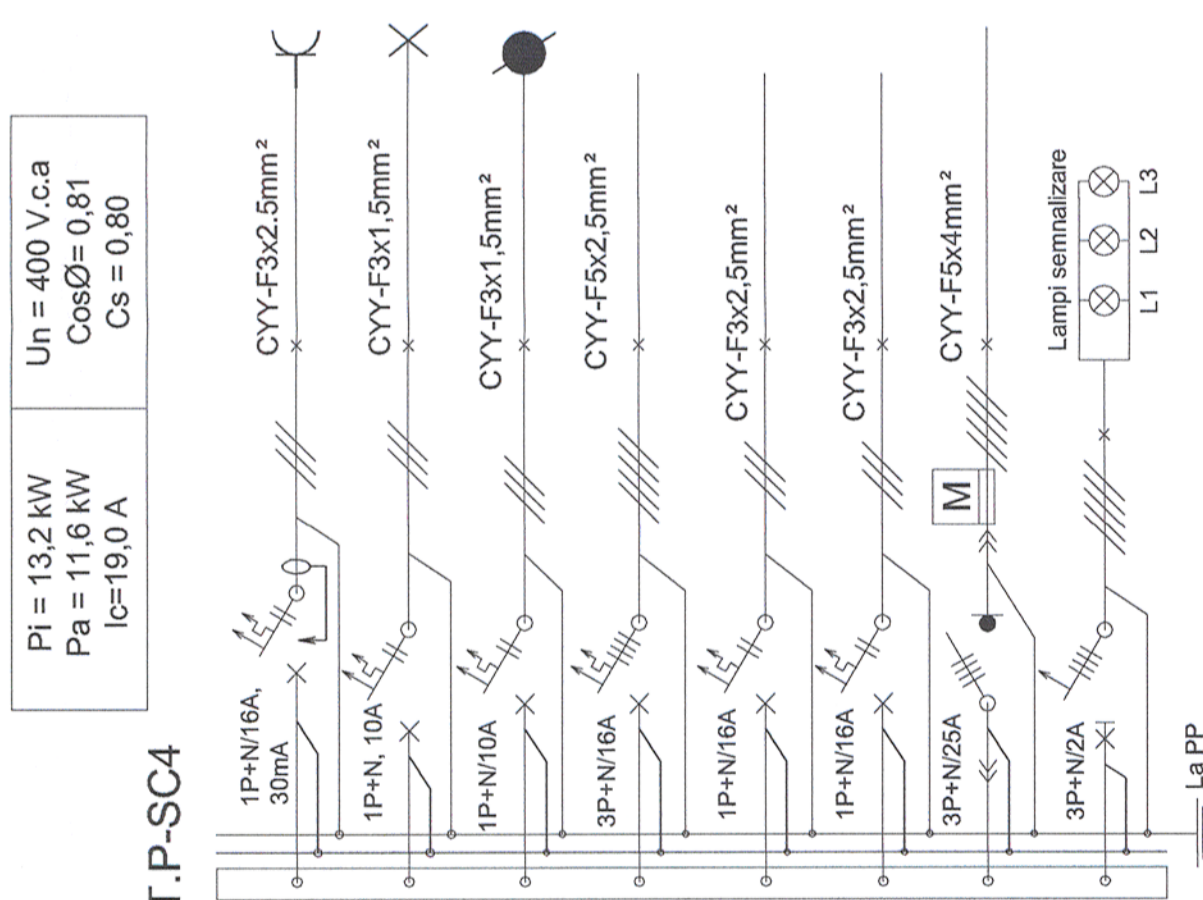 Pi = 13,2 kW
Pa = 11,6 kW
Ic=19,0 A
Un = 400 V.c.a
CosØ= 0,81
Cs = 0,80
T.P-SC4
1P+N/16A,
30mA
CYY-F3x2.5mm²
1P+N, 10A
CYY-F3x1,5mm²
1P+N/10A
CYY-F3x1,5mm²
3P+N/16A
CYY-F5x2,5mm²
1P+N/16A
CYY-F3x2,5mm²
1P+N/16A
CYY-F3x2,5mm²
3P+N/25A
M
CYY-F5x4mm²
3P+N/2A
Lampi semnalizare
L1
L2
L3
La PP